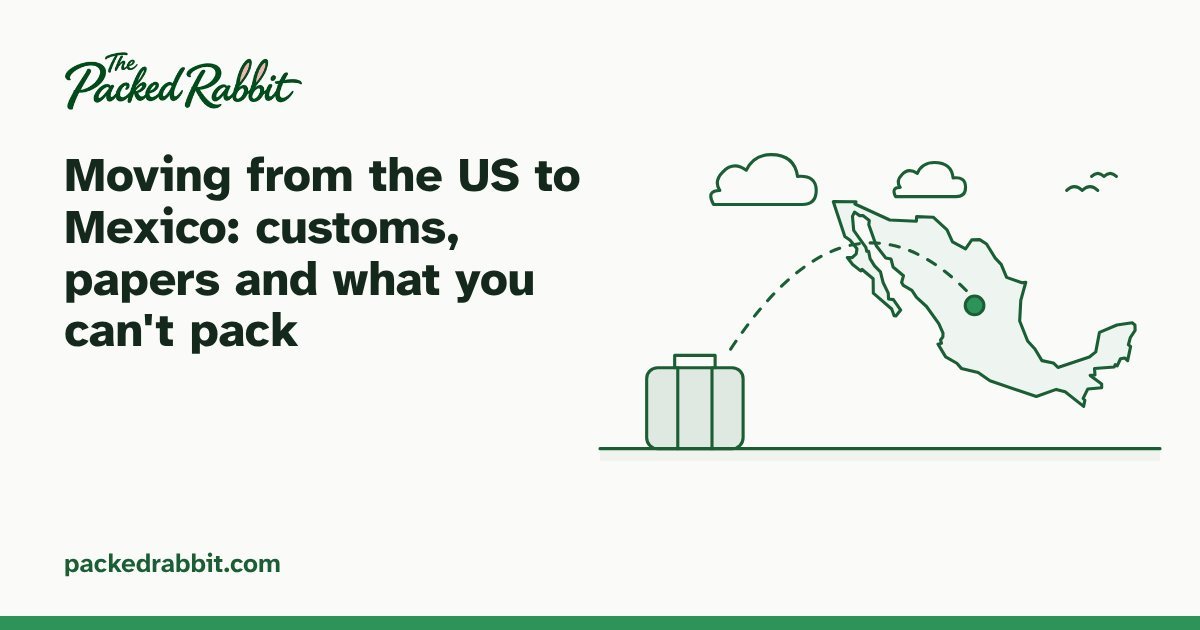 The
Packed Rabbit
Moving from the US to
Mexico: customs,
papers and what you
can't pack
packedrabbit.com